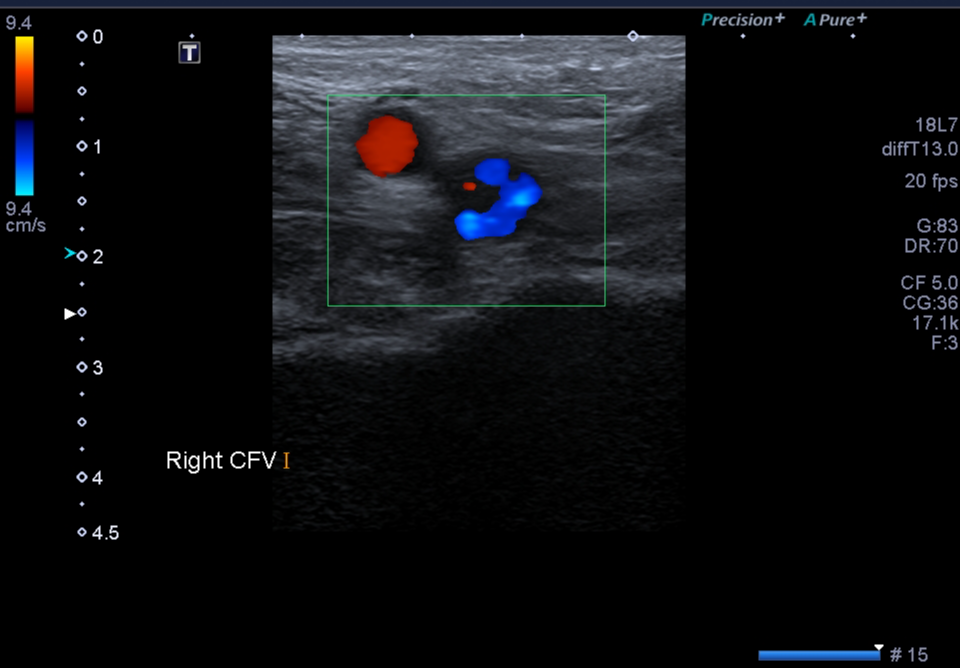 Precision+ APure+
9.4
0
T
1
18L7
diffT13.0
20 fps
9.4
cm/s
G:83
DR:70
2
CF 5.0
CG:36
17.1k
F:3
3
Right CFV I
4
4.5
# 15